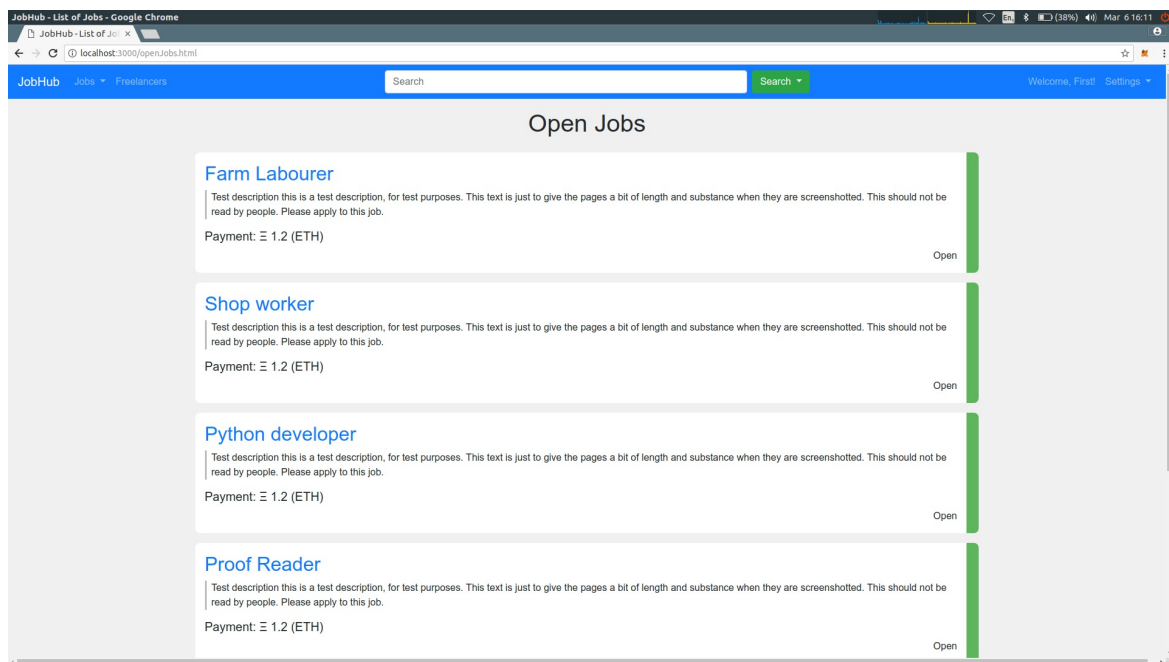 JobHub - List of Jobs - Google Chrome
En
(38%)
Mar 6 16:11
JobHub - List of Jo
localhost:3000/openJobs.html
JobHub Jobs Freelancers Search Search Welcome, First! Settings
Open Jobs
Farm Labourer
Test description this is a test description, for test purposes. This text is just to give the pages a bit of length and substance when they are screenshotted. This should not be
read by people. Please apply to this job.
Payment: Ξ 1.2 (ETH)
Open
Shop worker
Test description this is a test description, for test purposes. This text is just to give the pages a bit of length and substance when they are screenshotted. This should not be
read by people. Please apply to this job.
Payment: Ξ 1.2 (ETH)
Open
Python developer
Test description this is a test description, for test purposes. This text is just to give the pages a bit of length and substance when they are screenshotted. This should not be
read by people. Please apply to this job.
Payment: Ξ 1.2 (ETH)
Open
Proof Reader
Test description this is a test description, for test purposes. This text is just to give the pages a bit of length and substance when they are screenshotted. This should not be
read by people. Please apply to this job.
Payment: Ξ 1.2 (ETH)
Open